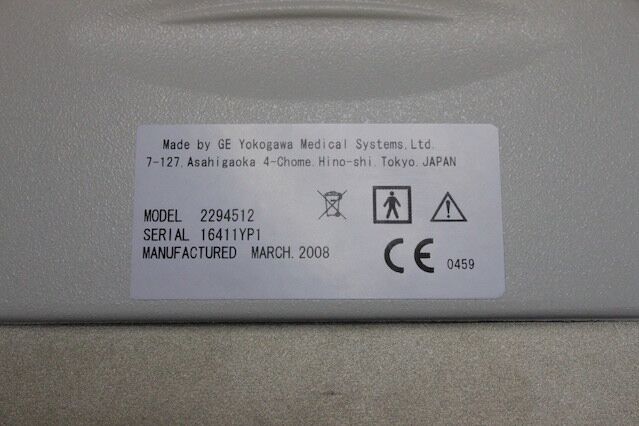 Made by GE Yokogawa Medical Systems,Ltd.
7-127,Asahigaoka 4-Chome,Hino-shi,Tokyo,JAPAN
MODEL 2294512
SERIAL 16411YP1
MANUFACTURED MARCH.2008
CE 0459